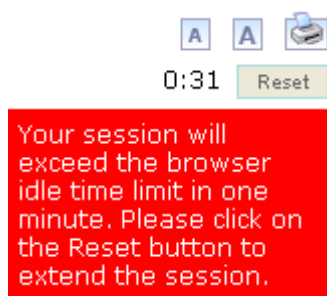 A A
0:31 Reset
Your session will
exceed the browser
idle time limit in one
minute. Please click on
the Reset button to
extend the session.